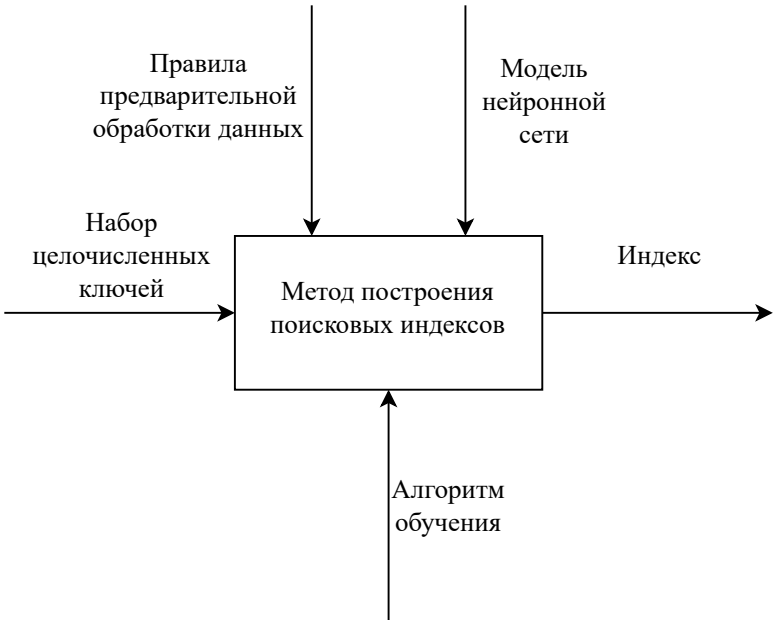 Правила
предварительной
обработки данных
Модель
нейронной
сети
Набор
целочисленных
ключей
Метод построения
поисковых индексов
Индекс
Алгоритм
обучения